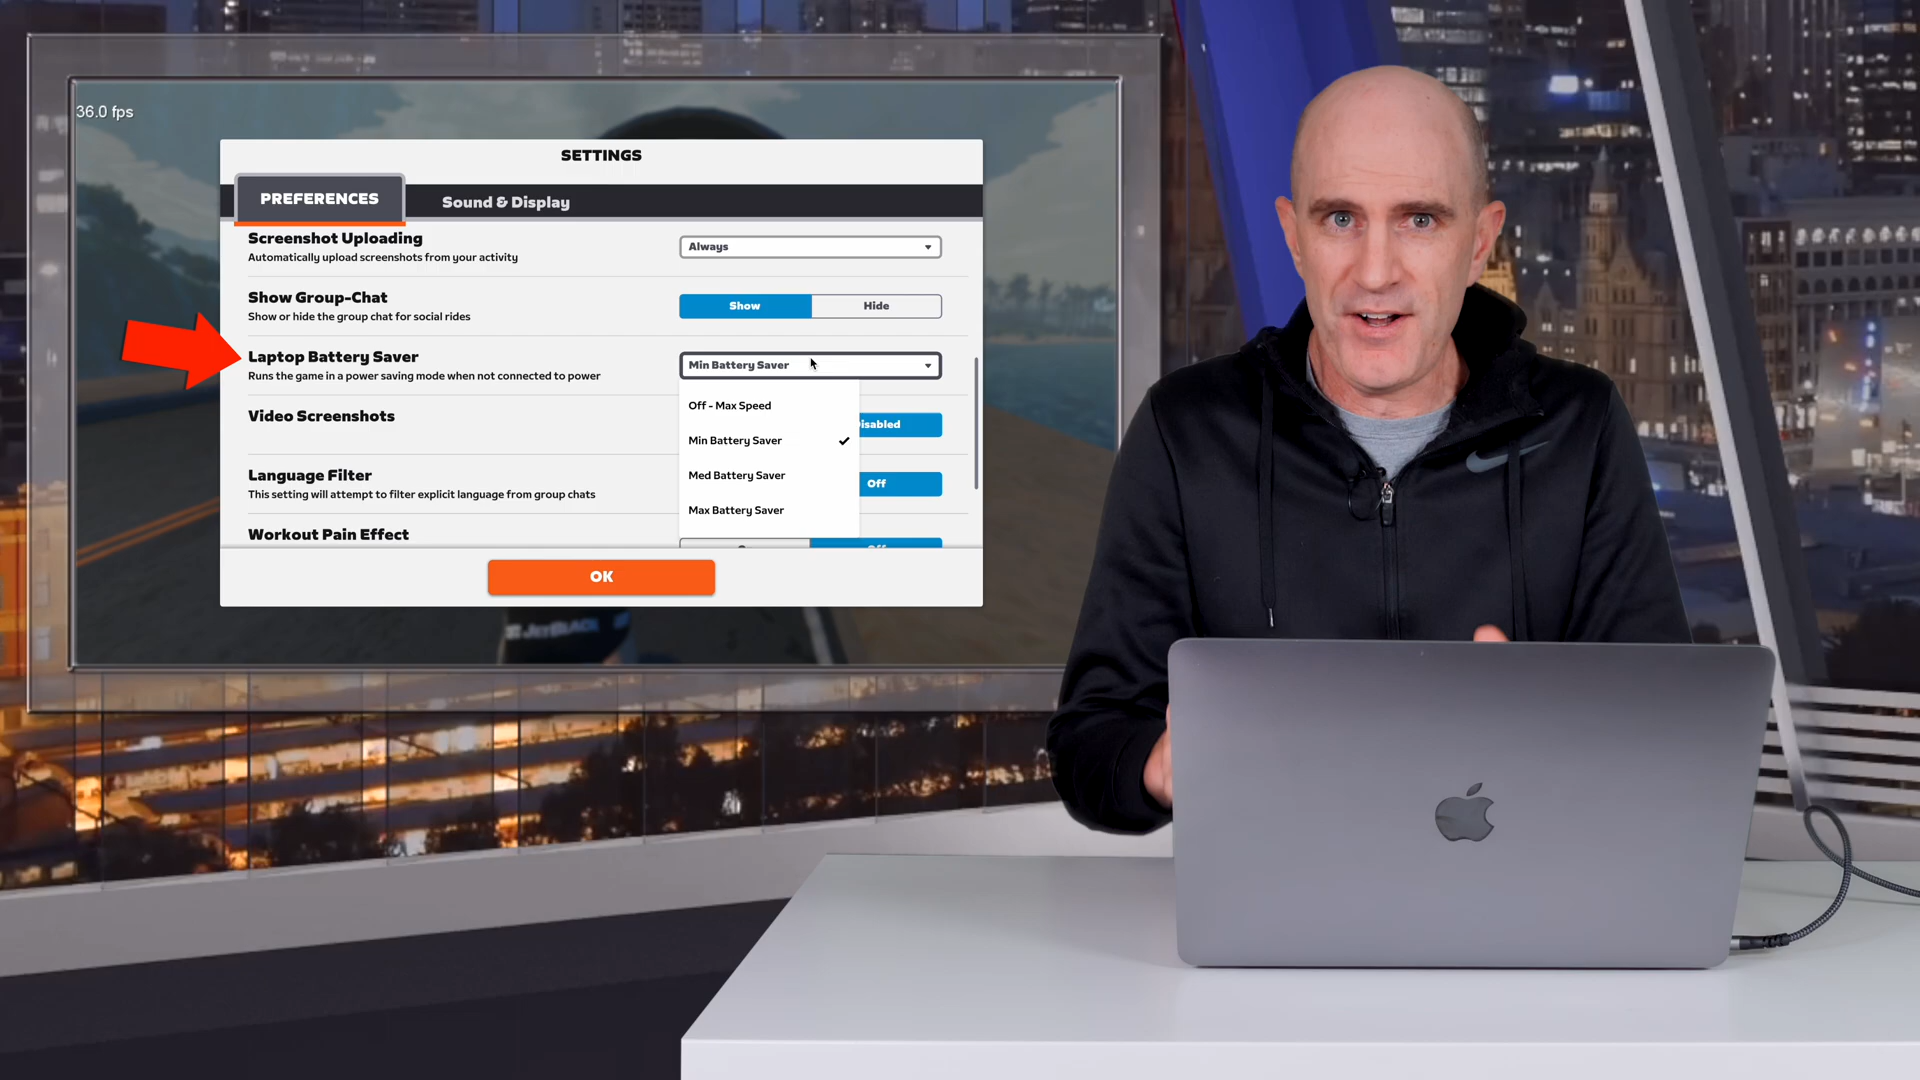 36.0 fps
SETTINGS
PREFERENCES
Sound & Display
Screenshot Uploading
Automatically upload screenshots from your activity
Always
Show Group-Chat
Show or hide the group chat for social rides
Show
Hide
Laptop Battery Saver
Runs the game in a power saving mode when not connected to power
Min Battery Saver
Off - Max Speed
Min Battery Saver
Med Battery Saver
Max Battery Saver
Video Screenshots
Language Filter
This setting will attempt to filter explicit language from group chats
Off
Workout Pain Effect
OK
JETBLACK